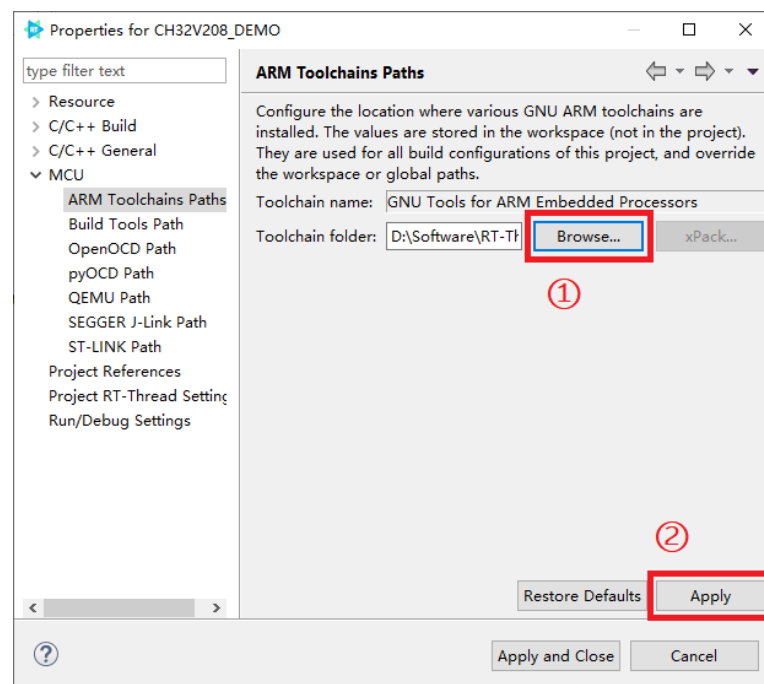 Properties for CH32V208_DEMO
type filter text
Resource
C/C++ Build
C/C++ General
MCU
ARM Toolchains Paths
Build Tools Path
OpenOCD Path
pyOCD Path
QEMU Path
SEGGER J-Link Path
ST-LINK Path
Project References
Project RT-Thread Setting
Run/Debug Settings
ARM Toolchains Paths
Configure the location where various GNU ARM toolchains are
installed. The values are stored in the workspace (not in the project).
They are used for all build configurations of this project, and override
the workspace or global paths.
Toolchain name: GNU Tools for ARM Embedded Processors
Toolchain folder: D:\Software\RT-Th Browse... xPack...
①
②
Restore Defaults Apply
Apply and Close Cancel